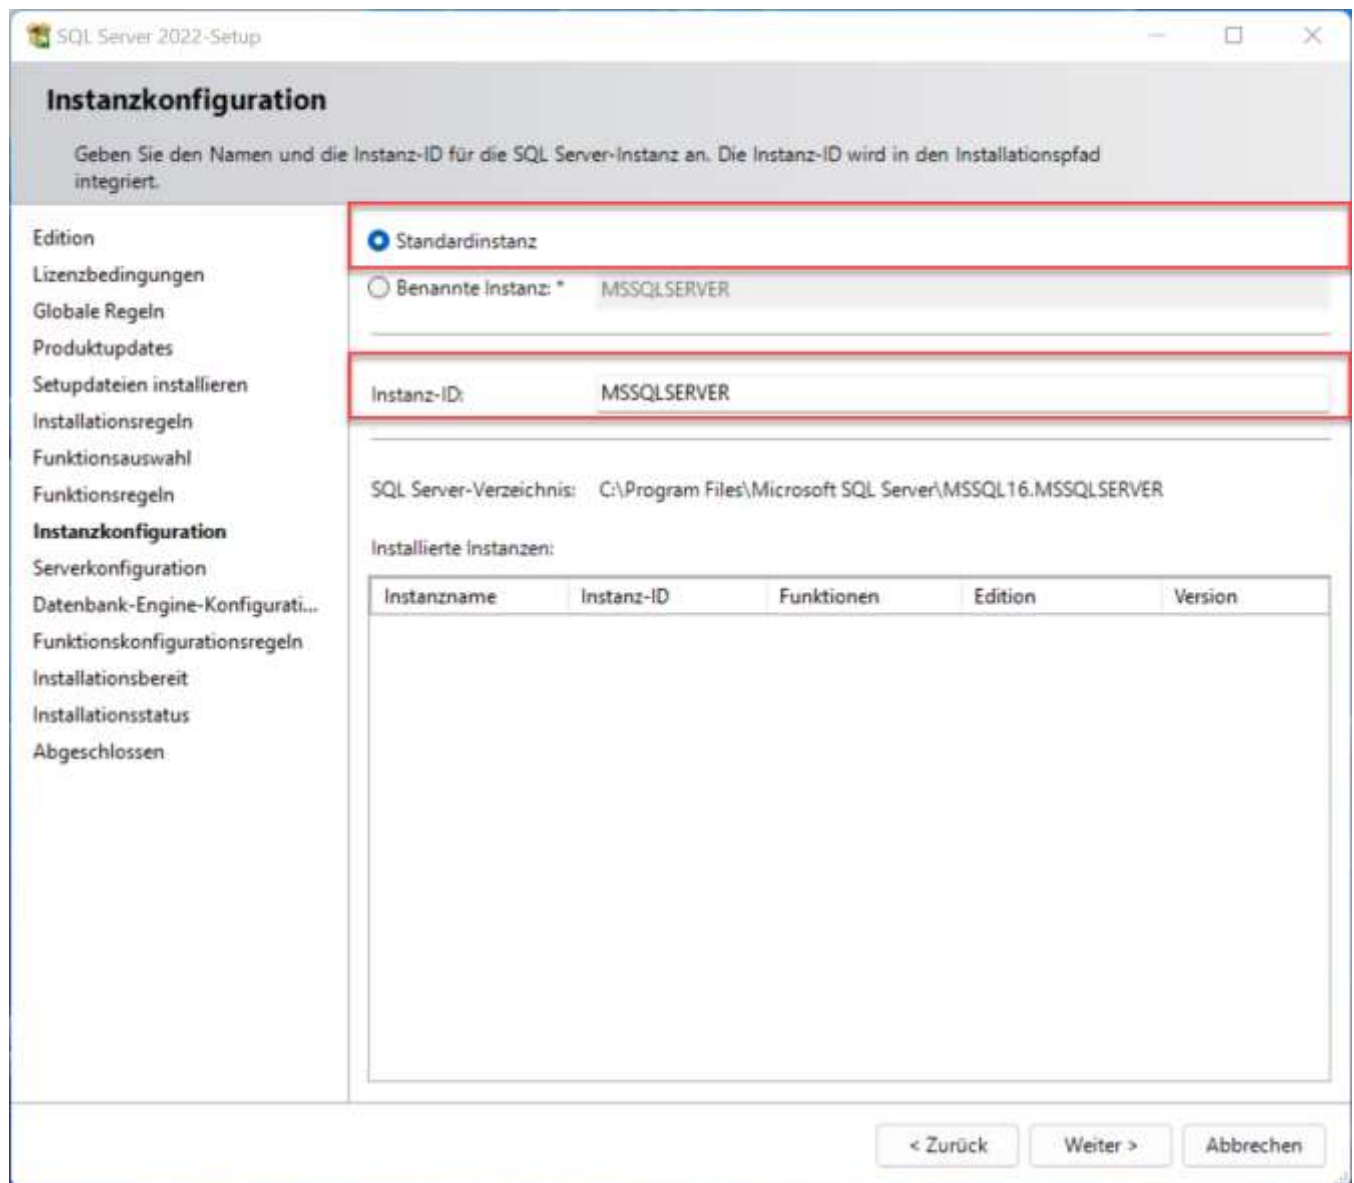 SQL Server 2022-Setup
Instanzkonfiguration
Geben Sie den Namen und die Instanz-ID für die SQL Server-Instanz an. Die Instanz-ID wird in den Installationspfad
integriert.
Edition
Lizenzbedingungen
Globale Regeln
Produktupdates
Setupdateien installieren
Installationsregeln
Funktionsauswahl
Funktionsregeln
Instanzkonfiguration
Serverkonfiguration
Datenbank-Engine-Konfigurati...
Funktionskonfigurationsregeln
Installationsbereit
Installationsstatus
Abgeschlossen
Standardinstanz
Benannte Instanz: * MSSQLSERVER
Instanz-ID: MSSQLSERVER
SQL Server-Verzeichnis: C:\Program Files\Microsoft SQL Server\MSSQL16.MSSQLSERVER
Installierte Instanzen:
Instanzname Instanz-ID Funktionen Edition Version
< Zurück Weiter > Abbrechen